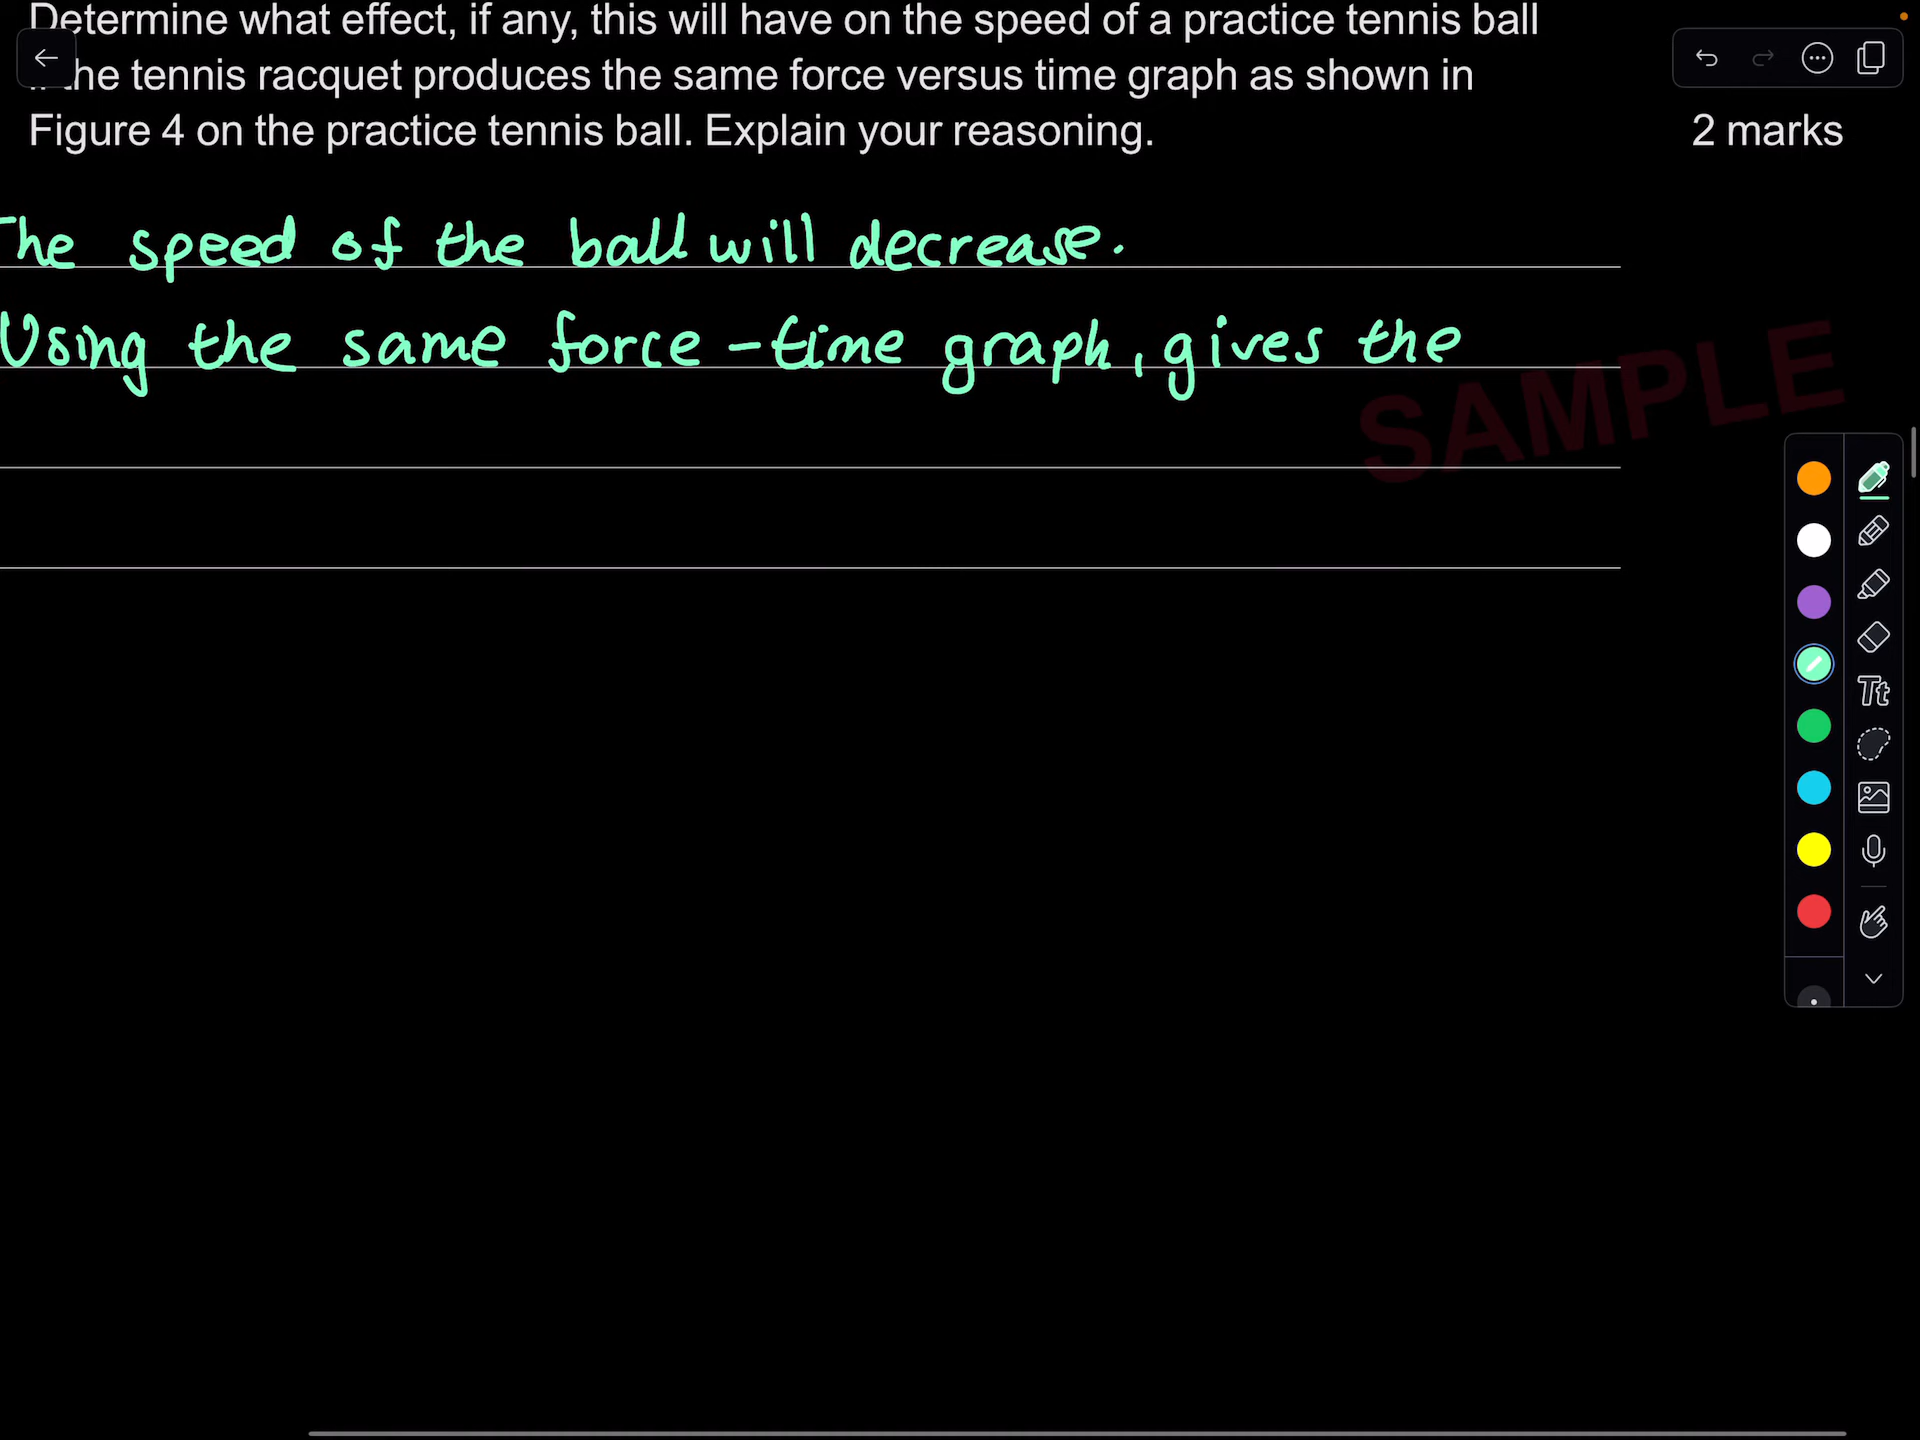 Determine what effect, if any, this will have on the speed of a practice tennis ball
the tennis racquet produces the same force versus time graph as shown in
Figure 4 on the practice tennis ball. Explain your reasoning.
2 marks
The speed of the ball will decrease.
Using the same force-time graph, gives the
SAMPLE
Tt